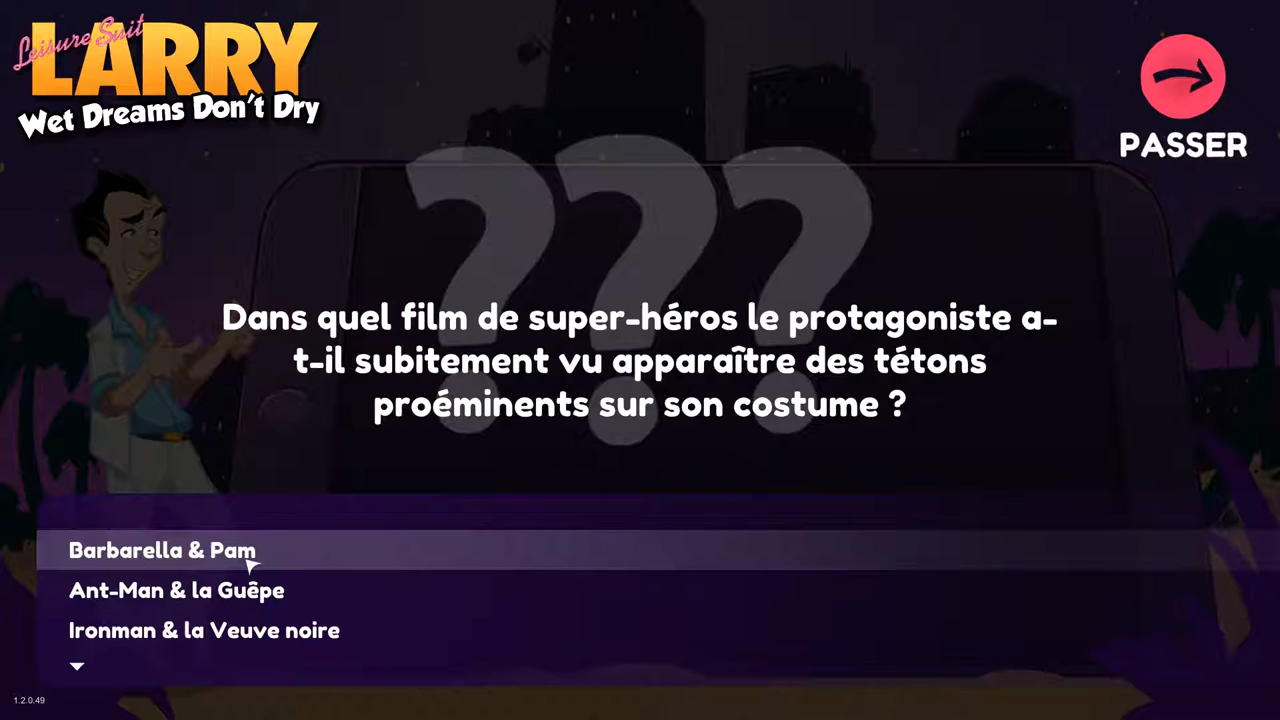 Leisure Suit
LARRY
Wet Dreams Don't Dry
PASSER
???
Dans quel film de super-héros le protagoniste a-
t-il subitement vu apparaître des tétons
proéminents sur son costume ?
Barbarella & Pam
Ant-Man & la Guêpe
Ironman & la Veuve noire
1.2.0.49